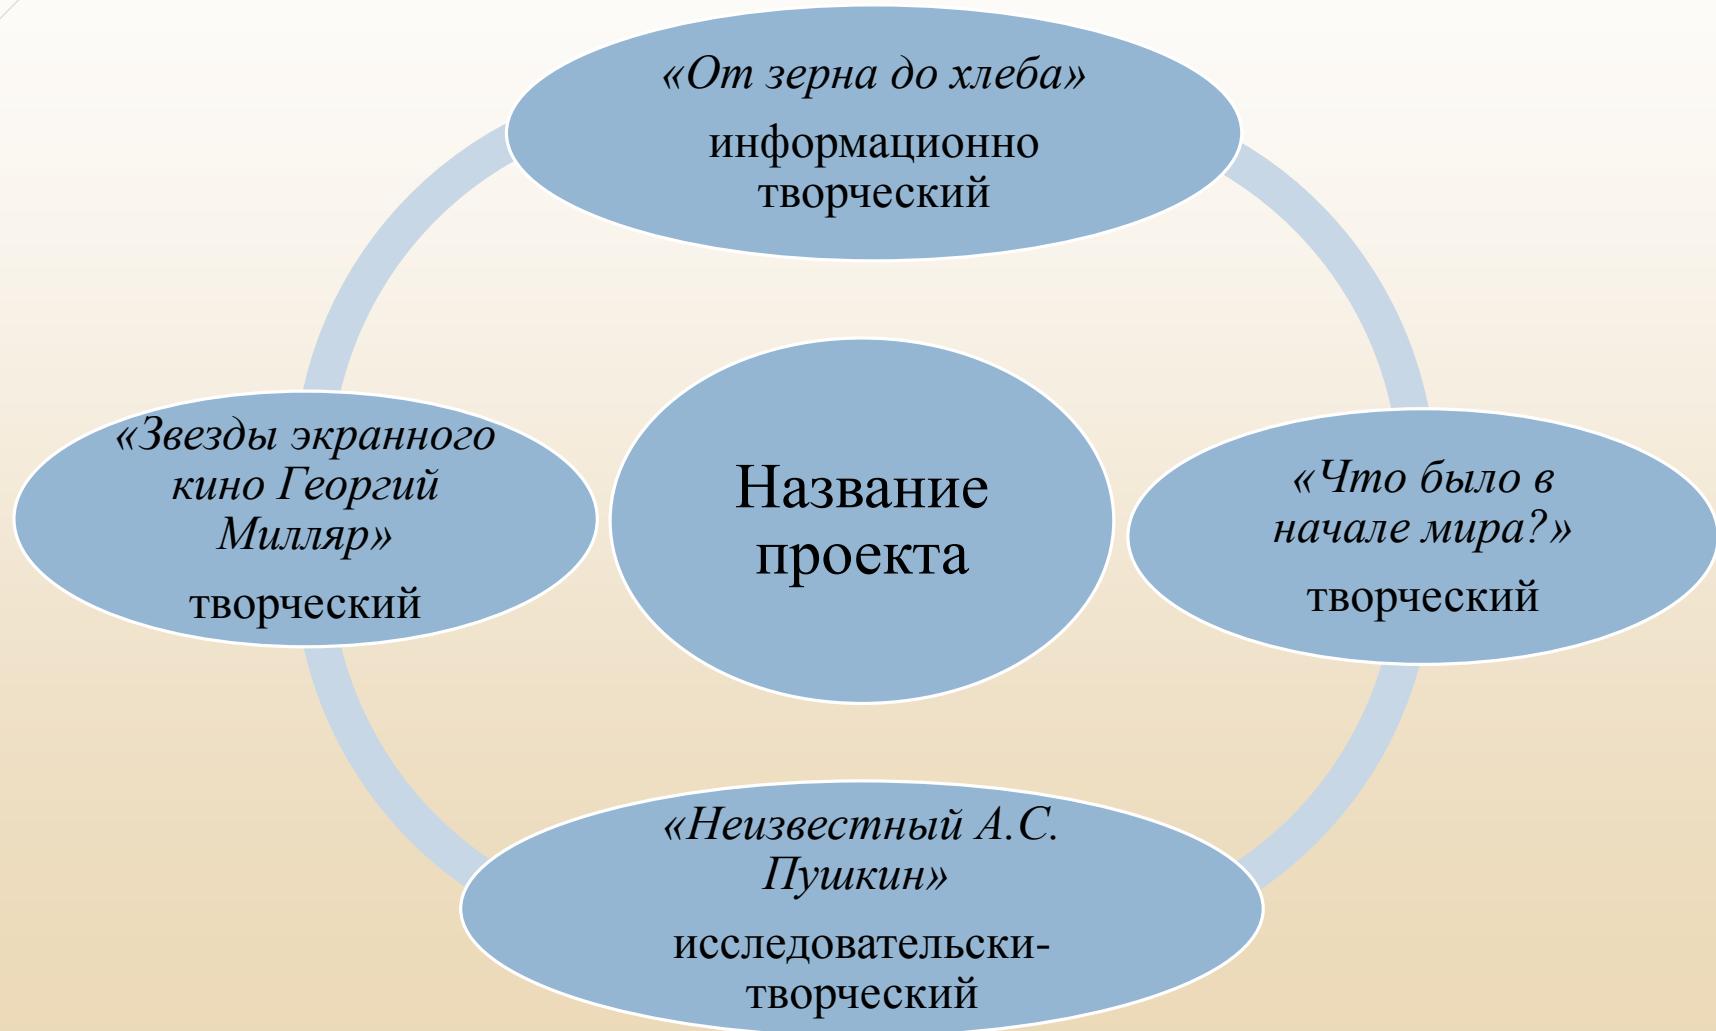 «От зерна до хлеба»
информационно
творческий
«Звезды экранного
кино Георгий
Милляр»
творческий
Название
проекта
«Что было в
начале мира?»
творческий
«Неизвестный А.С.
Пушкин»
исследовательски-
творческий